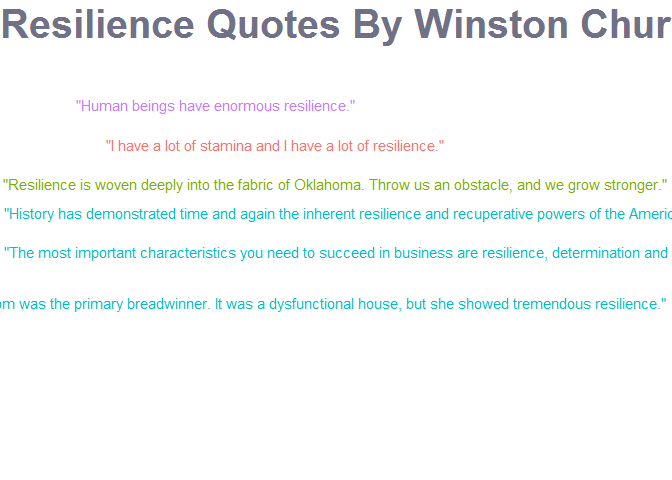 Resilience Quotes By Winston Chur
"Human beings have enormous resilience."
"I have a lot of stamina and I have a lot of resilience."
"Resilience is woven deeply into the fabric of Oklahoma. Throw us an obstacle, and we grow stronger."
"History has demonstrated time and again the inherent resilience and recuperative powers of the Americ
"The most important characteristics you need to succeed in business are resilience, determination and
om was the primary breadwinner. It was a dysfunctional house, but she showed tremendous resilience."